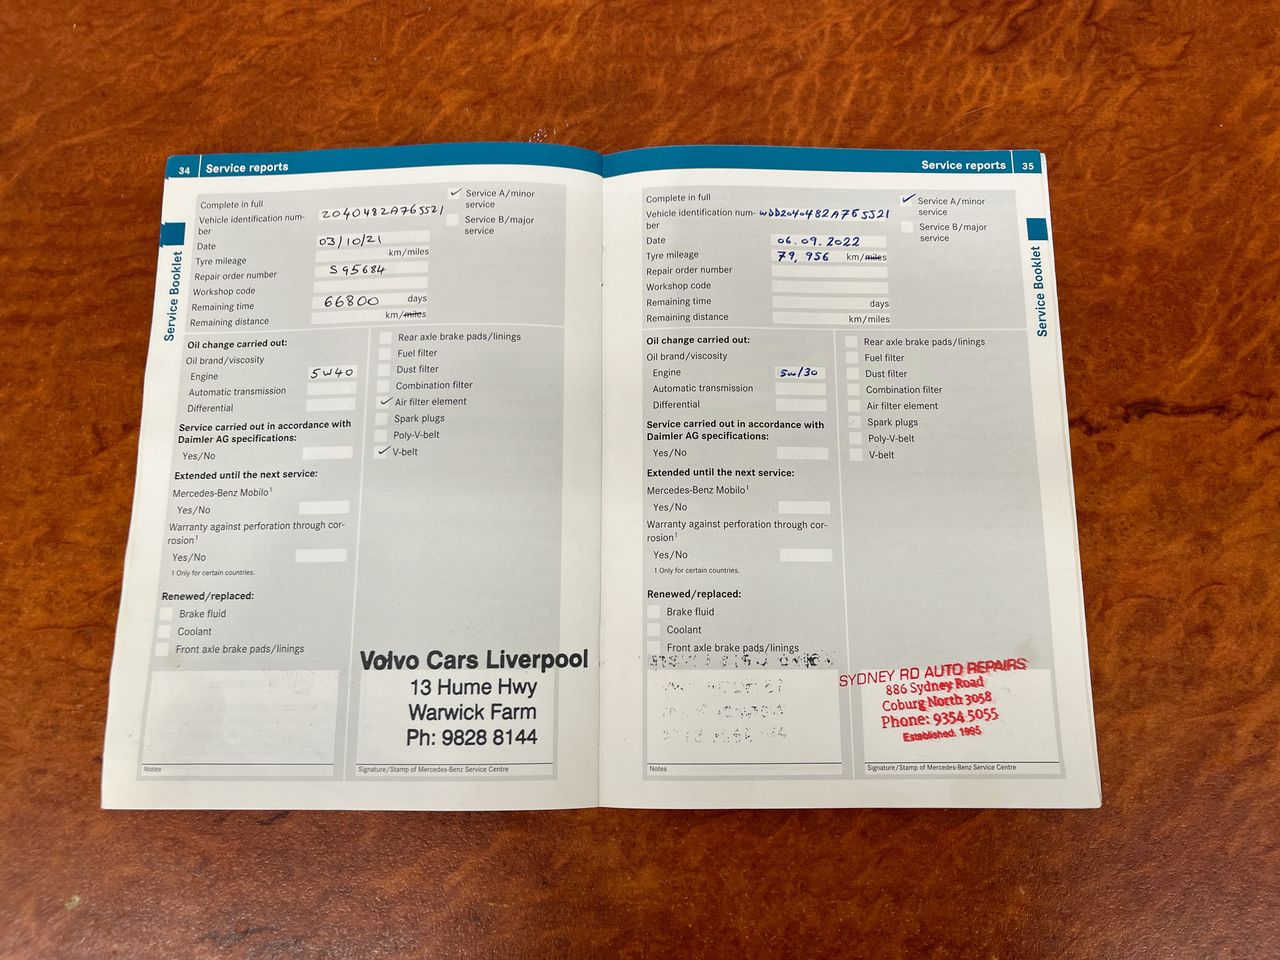 34 Service reports
Complete in full
Vehicle identification num-
ber
2040482A765521
Date
03/10/21
Tyre mileage
km/miles
Repair order number
S95684
Workshop code
Remaining time
66800 days
Remaining distance
km/miles
✓ Service A/minor
service
Service B/major
service
Service Booklet
Oil change carried out:
Oil brand/viscosity
Engine 5W40
Automatic transmission
Differential
Service carried out in accordance with
Daimler AG specifications:
Yes/No
Extended until the next service:
Mercedes-Benz Mobilo¹
Yes/No
Warranty against perforation through cor-
rosion¹
Yes/No
1 Only for certain countries.
Renewed/replaced:
Brake fluid
Coolant
Front axle brake pads/linings
Rear axle brake pads/linings
Fuel filter
Dust filter
Combination filter
✓ Air filter element
Spark plugs
Poly-V-belt
✓ V-belt
Volvo Cars Liverpool
13 Hume Hwy
Warwick Farm
Ph: 9828 8144
Notes
Signature/Stamp of Mercedes-Benz Service Centre
Service reports 35
Complete in full
Vehicle identification num-
ber
WDD2040482A765521
Date 06.09.2022
Tyre mileage 79,956 km/miles
Repair order number
Workshop code
Remaining time days
Remaining distance km/miles
✓ Service A/minor
service
Service B/major
service
Service Booklet
Oil change carried out:
Oil brand/viscosity
Engine 5w/30
Automatic transmission
Differential
Service carried out in accordance with
Daimler AG specifications:
Yes/No
Extended until the next service:
Mercedes-Benz Mobilo¹
Yes/No
Warranty against perforation through cor-
rosion¹
Yes/No
1 Only for certain countries.
Renewed/replaced:
Brake fluid
Coolant
Front axle brake pads/linings
Rear axle brake pads/linings
Fuel filter
Dust filter
Combination filter
Air filter element
Spark plugs
Poly-V-belt
V-belt
SYDNEY RD AUTO REPAIRS
886 Sydney Road
Coburg North 3058
Phone: 9354 5055
Established. 1995
Notes
Signature/Stamp of Mercedes-Benz Service Centre